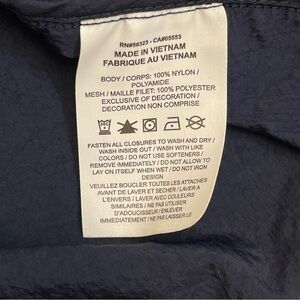 RN#56323 - CA#05553
MADE IN VIETNAM
FABRIQUÉ AU VIETNAM
BODY / CORPS: 100% NYLON /
POLYAMIDE
MESH / MAILLE FILET: 100% POLYESTER
EXCLUSIVE OF DECORATION /
DECORATION NON COMPRISE
FASTEN ALL CLOSURES TO WASH AND DRY /
WASH INSIDE OUT / WASH WITH LIKE
COLORS / DO NOT USE SOFTENERS /
REMOVE IMMEDIATELY / DO NOT ALLOW TO
LAY ON ITSELF WHEN WET / DO NOT IRON
DESIGN
VEUILLEZ BOUCLER TOUTES LES ATTACHES
AVANT DE LAVER ET SECHER / LAVER A
L'ENVERS / LAVER AVEC COULEURS
SIMILAIRES / NE PAS UTILISER
D'ADOUCISSEUR / ENLEVER
IMMEDIATEMENT / NE PAS LAISSER LE